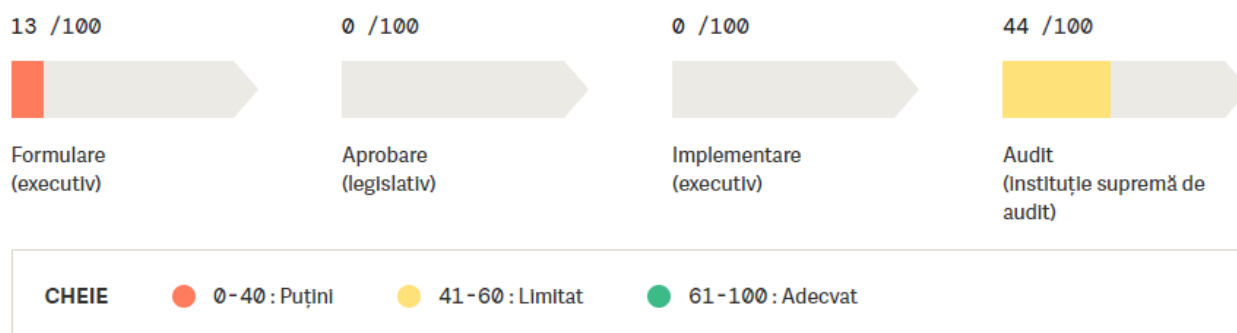 13 /100
0 /100
0 /100
44 /100
Formulare
(executiv)
Aprobare
(legislativ)
Implementare
(executiv)
Audit
(instituție supremă de
audit)
CHEIE
0-40: Puțini
41-60: Limitat
61-100: Adecvat